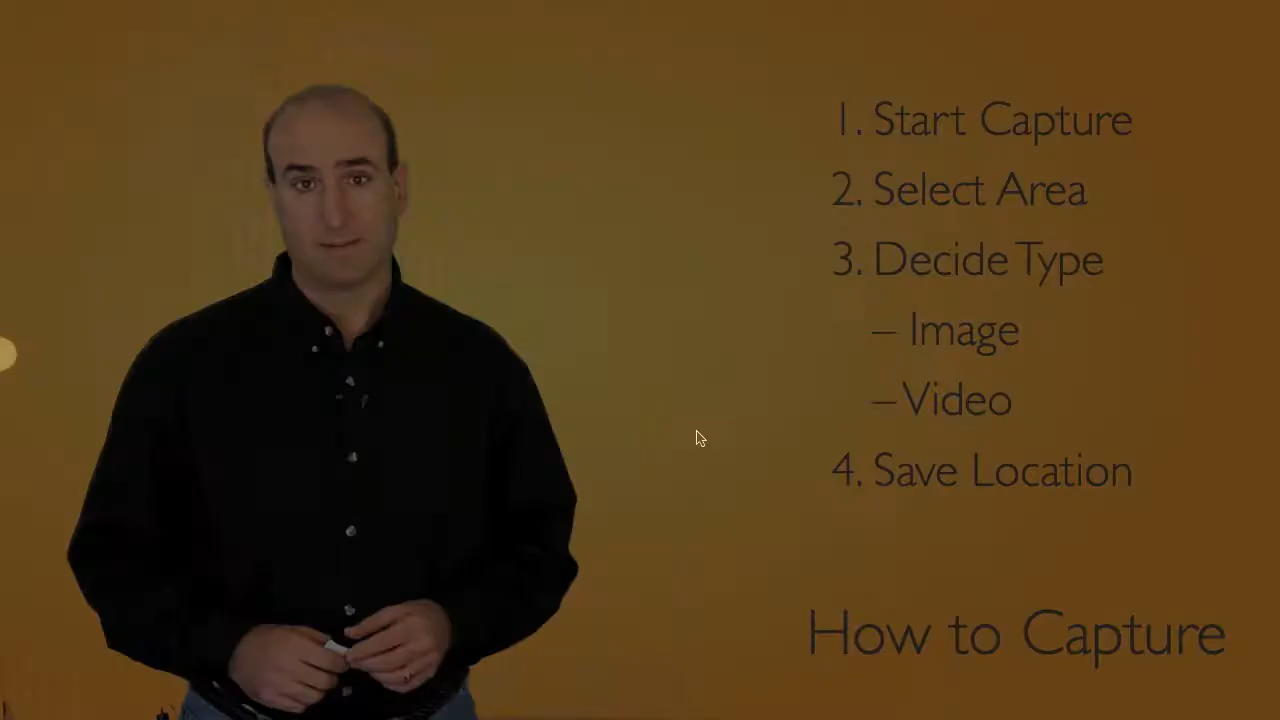 1. Start Capture
2. Select Area
3. Decide Type
– Image
– Video
4. Save Location
How to Capture